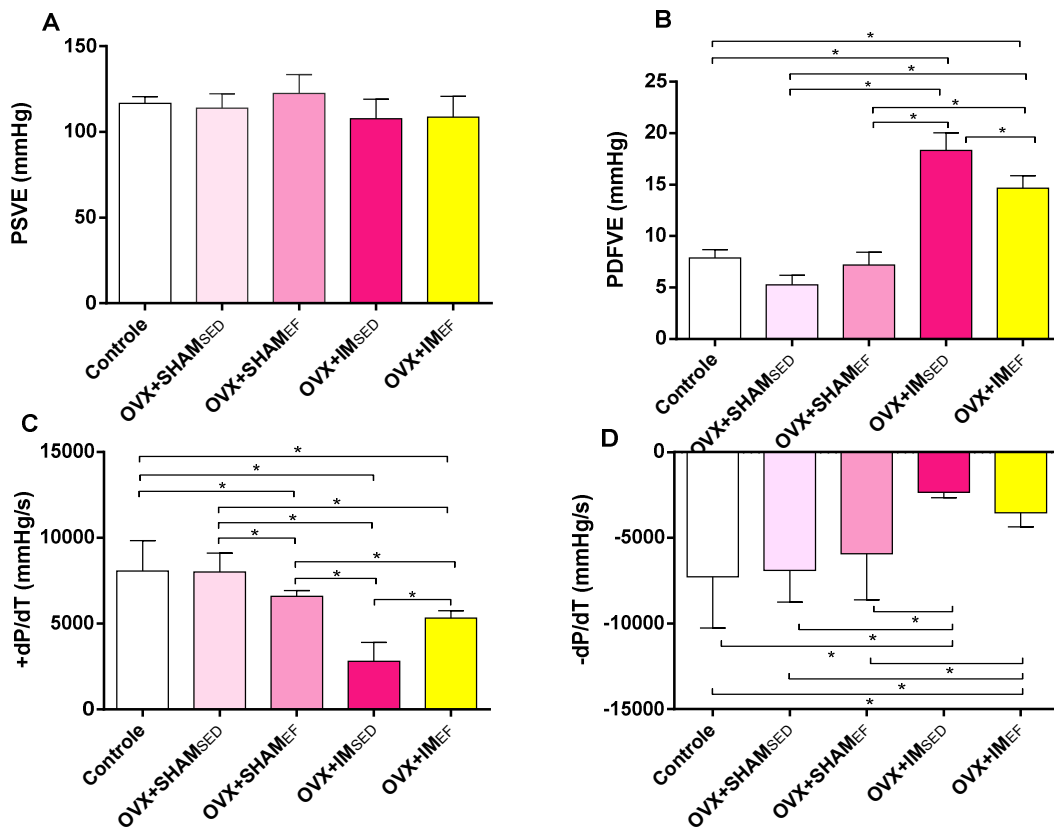 A
PSVE (mmHg)
150
100
50
0
Controle
OVX+SHAMSED
OVX+SHAMEF
OVX+IMSED
OVX+IMEF
B
PDFVE (mmHg)
25
20
15
10
5
0
* * * * * * *
Controle
OVX+SHAMSED
OVX+SHAMEF
OVX+IMSED
OVX+IMEF
C
+dP/dT (mmHg/s)
15000
10000
5000
0
* * * * * * * * *
Controle
OVX+SHAMSED
OVX+SHAMEF
OVX+IMSED
OVX+IMEF
D
-dP/dT (mmHg/s)
0
-5000
-10000
-15000
* * * * * *
Controle
OVX+SHAMSED
OVX+SHAMEF
OVX+IMSED
OVX+IMEF